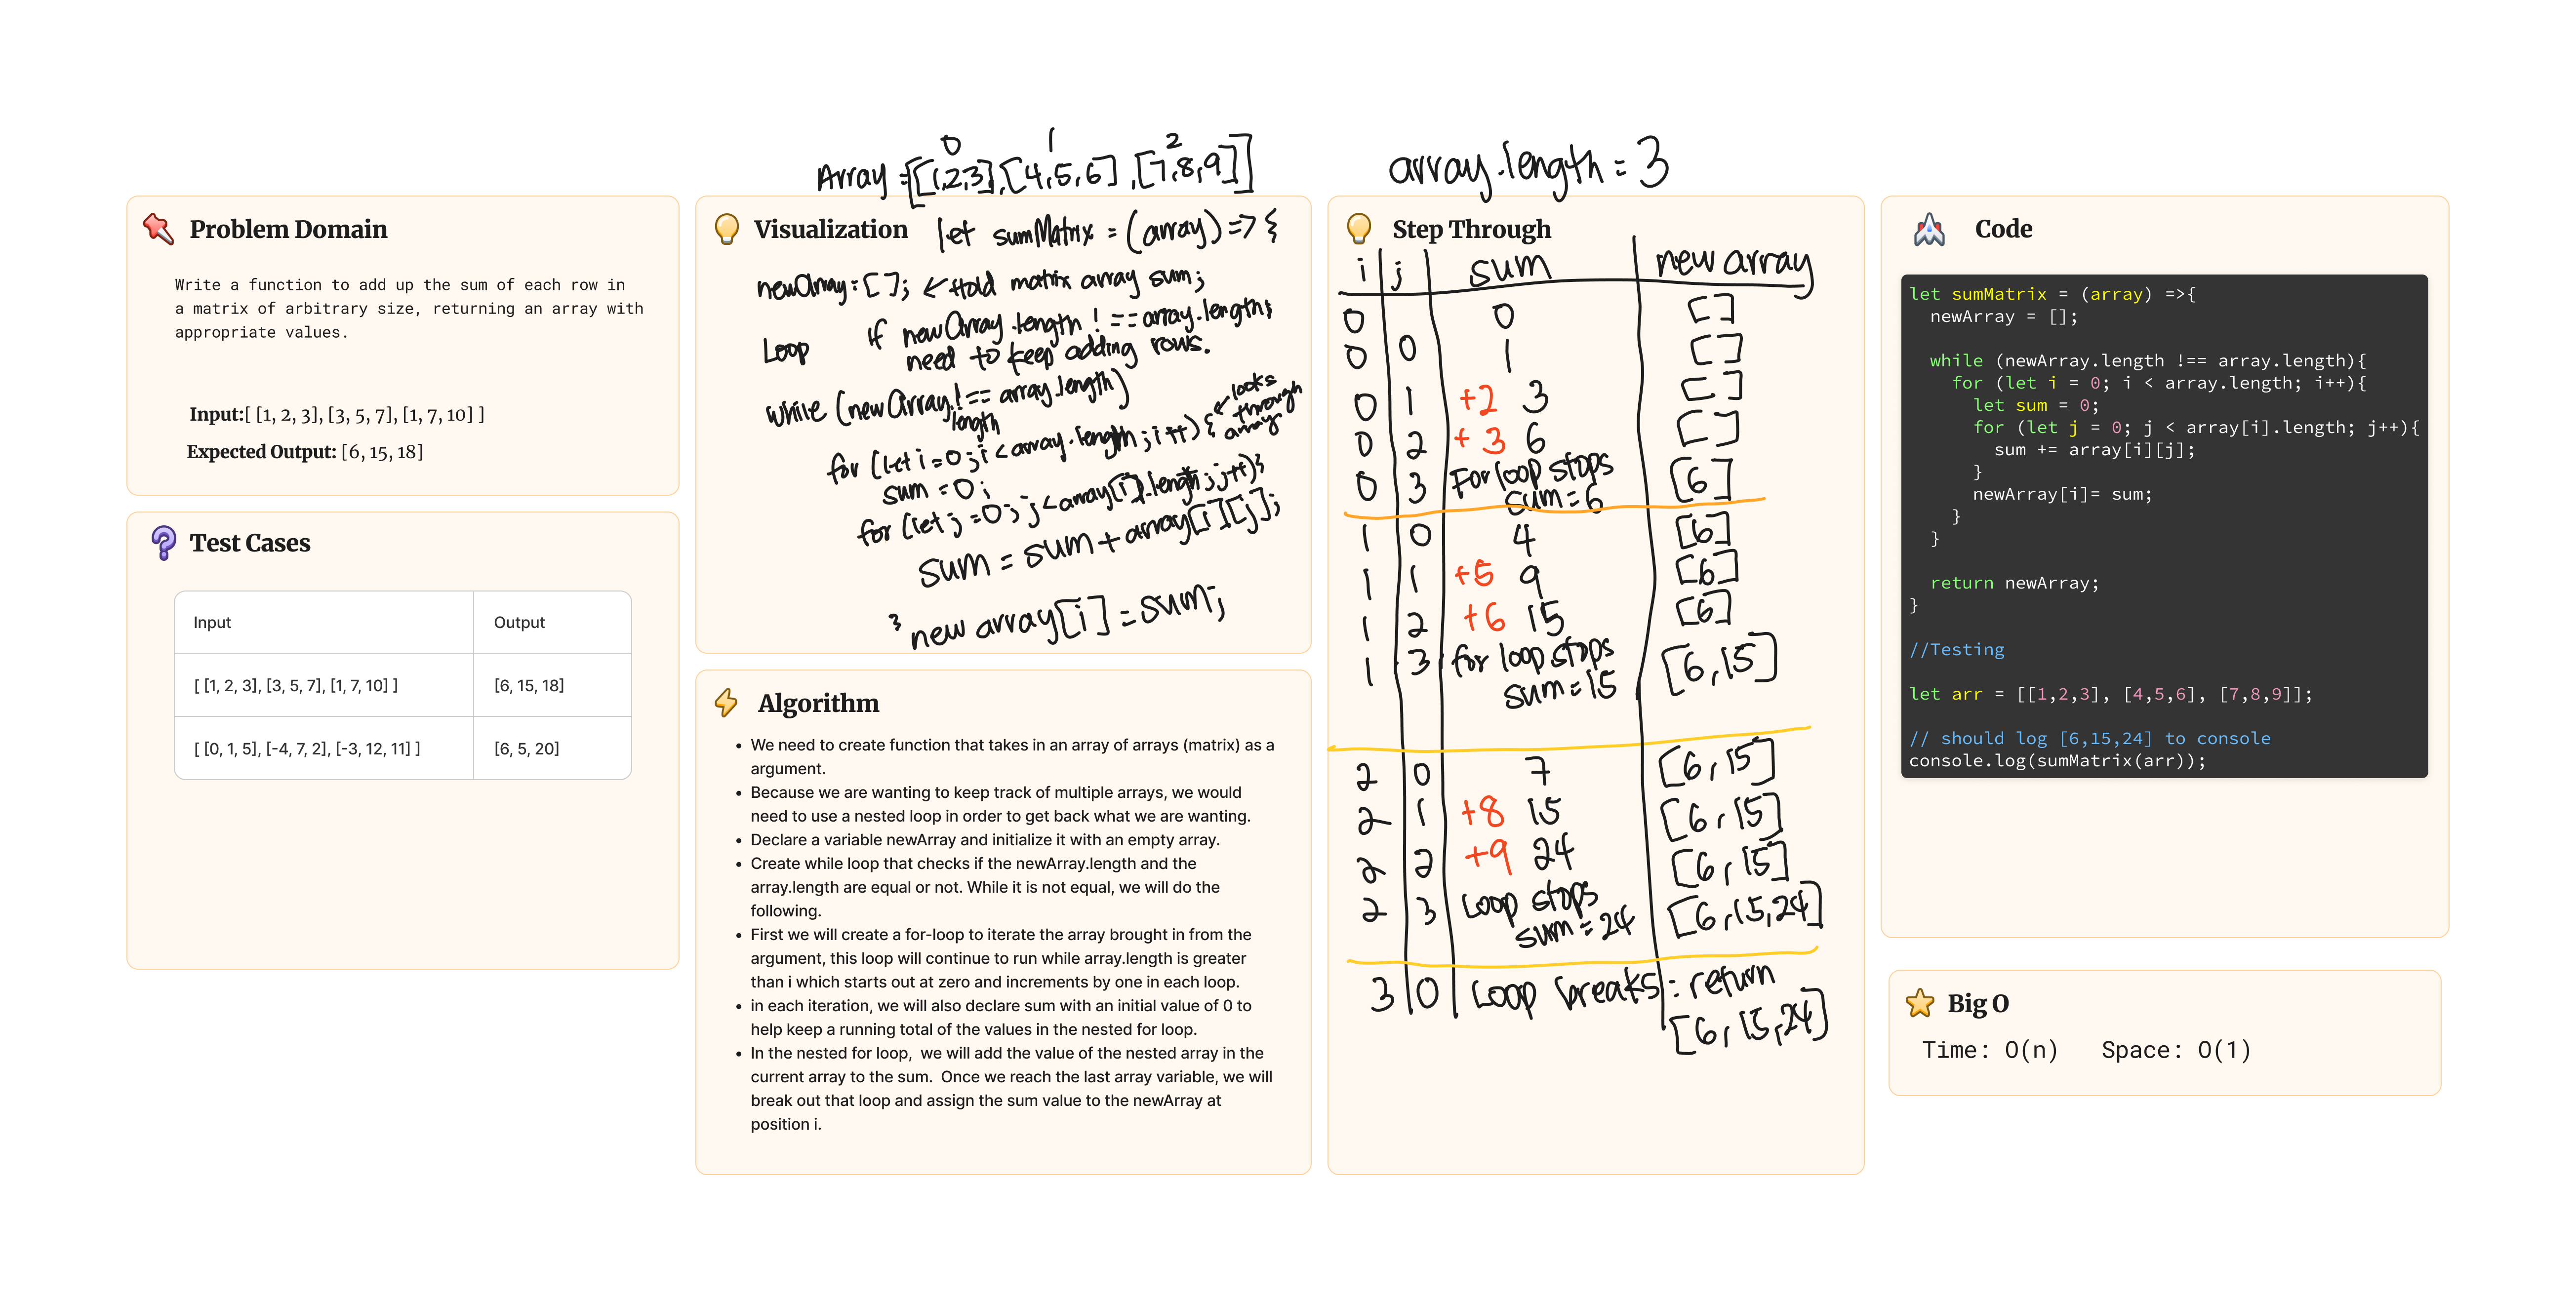 0 1 2
Array = [[1,2,3],[4,5,6],[7,8,9]]
array.length = 3
Problem Domain
Write a function to add up the sum of each row in
a matrix of arbitrary size, returning an array with
appropriate values.
Input:[ [1, 2, 3], [3, 5, 7], [1, 7, 10] ]
Expected Output: [6, 15, 18]
Test Cases
Input Output
[ [1, 2, 3], [3, 5, 7], [1, 7, 10] ] [6, 15, 18]
[ [0, 1, 5], [-4, 7, 2], [-3, 12, 11] ] [6, 5, 20]
Visualization
let sumMatrix = (array) => {
newArray = []; ← Hold matrix array sum;
Loop
if newArray.length !== array.length;
need to keep adding rows.
while (newArray.length !== array.length)
for (let i = 0; i < array.length; i++) { ← looks
through
array
sum = 0;
for (let j = 0; j < array[i].length; j++){
sum = sum + array[i][j];
}
new array[i] = sum;
Algorithm
• We need to create function that takes in an array of arrays (matrix) as a
argument.
• Because we are wanting to keep track of multiple arrays, we would
need to use a nested loop in order to get back what we are wanting.
• Declare a variable newArray and initialize it with an empty array.
• Create while loop that checks if the newArray.length and the
array.length are equal or not. While it is not equal, we will do the
following.
• First we will create a for-loop to iterate the array brought in from the
argument, this loop will continue to run while array.length is greater
than i which starts out at zero and increments by one in each loop.
• in each iteration, we will also declare sum with an initial value of 0 to
help keep a running total of the values in the nested for loop.
• In the nested for loop,  we will add the value of the nested array in the
current array to the sum.  Once we reach the last array variable, we will
break out that loop and assign the sum value to the newArray at
position i.
Step Through
i j sum new array
0 0 []
0 0 1 []
0 1 +2 3 []
0 2 +3 6 []
0 3 For loop stops [6]
sum = 6
1 0 4 [6]
1 1 +5 9 [6]
1 2 +6 15 [6]
1 3 for loop stops [6,15]
sum = 15
2 0 7 [6,15]
2 1 +8 15 [6,15]
2 2 +9 24 [6,15]
2 3 Loop stops [6,15,24]
sum = 24
3 0 Loop breaks = return
[6,15,24]
Code
let sumMatrix = (array) =>{
newArray = [];
while (newArray.length !== array.length){
for (let i = 0; i < array.length; i++){
let sum = 0;
for (let j = 0; j < array[i].length; j++){
sum += array[i][j];
}
newArray[i]= sum;
}
}
return newArray;
}
//Testing
let arr = [[1,2,3], [4,5,6], [7,8,9]];
// should log [6,15,24] to console
console.log(sumMatrix(arr));
Big O
Time: O(n) Space: O(1)